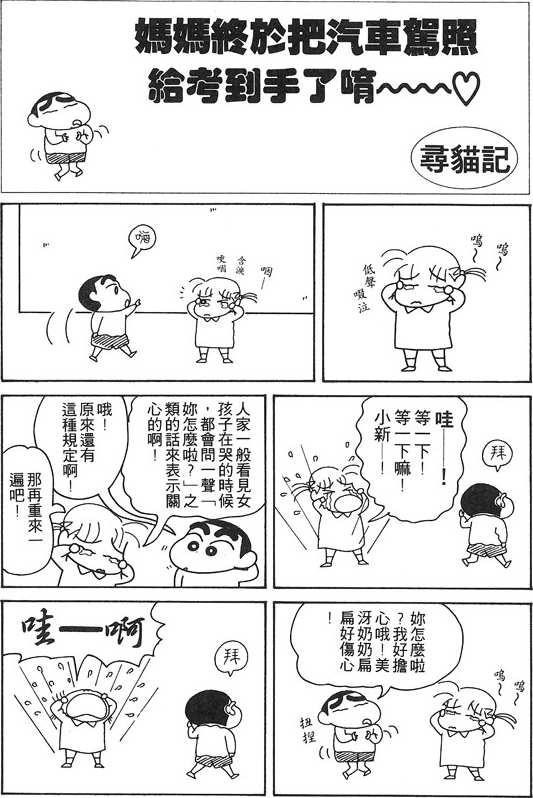 媽媽終於把汽車駕照
給考到手了唷~~~~♡
尋貓記
嗚~
嗚~
低聲
啜泣
嗨
咽——
含淚
哽咽
哇——！
等一下！
等一下嘛！
小新——！
拜
人家一般看見女
孩子在哭的時候
，都會問一聲「
妳怎麼啦？」之
類的話來表示關
心的啊！
哦！
原來還有
這種規定啊！
那再重來一
遍吧！
嗚~
嗚~
妳怎麼啦
？我好擔
心哦！美
冴奶奶扁
扁好傷心
！
扭捏
拜
哇——啊